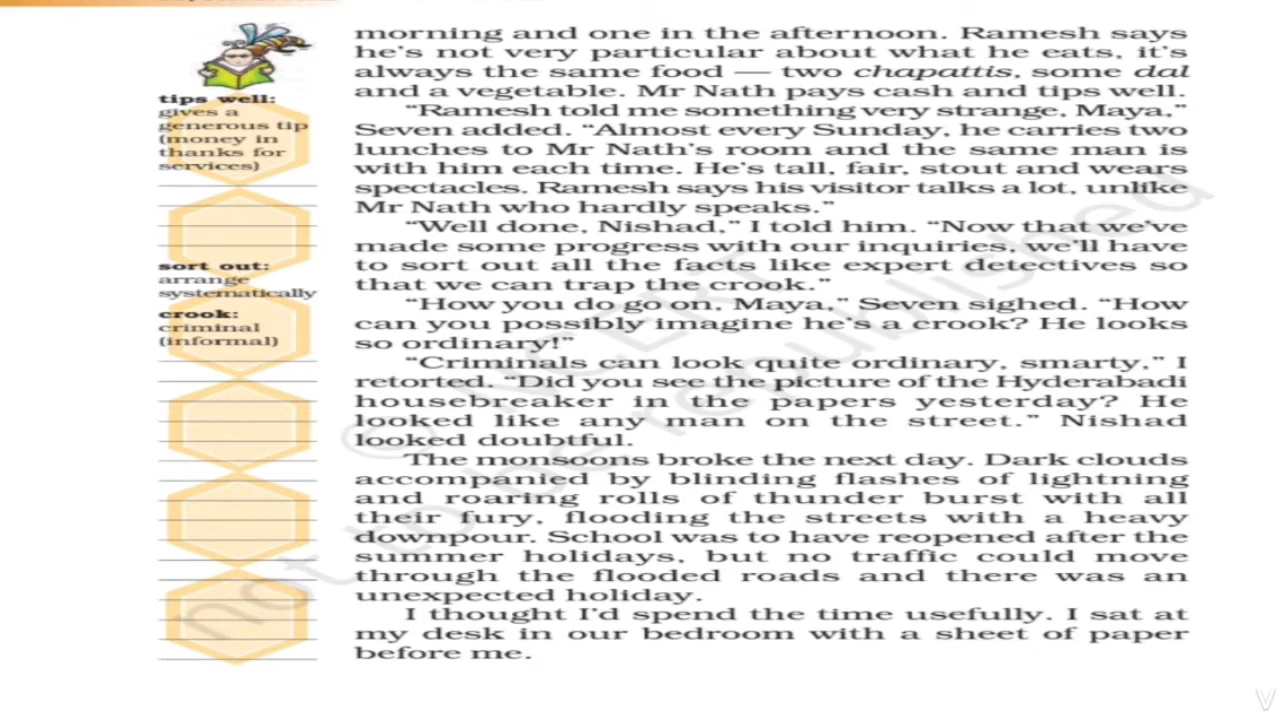 morning and one in the afternoon. Ramesh says
he's not very particular about what he eats, it's
always the same food — two chapattis, some dal
and a vegetable. Mr Nath pays cash and tips well.
"Ramesh told me something very strange, Maya,"
Seven added. "Almost every Sunday, he carries two
lunches to Mr Nath's room and the same man is
with him each time. He's tall, fair, stout and wears
spectacles. Ramesh says his visitor talks a lot, unlike
Mr Nath who hardly speaks."
"Well done, Nishad," I told him. "Now that we've
made some progress with our inquiries, we'll have
to sort out all the facts like expert detectives so
that we can trap the crook."
"How you do go on, Maya," Seven sighed. "How
can you possibly imagine he's a crook? He looks
so ordinary!"
"Criminals can look quite ordinary, smarty," I
retorted. "Did you see the picture of the Hyderabadi
housebreaker in the papers yesterday? He
looked like any man on the street." Nishad
looked doubtful.
The monsoons broke the next day. Dark clouds
accompanied by blinding flashes of lightning
and roaring rolls of thunder burst with all
their fury, flooding the streets with a heavy
downpour. School was to have reopened after the
summer holidays, but no traffic could move
through the flooded roads and there was an
unexpected holiday.
I thought I'd spend the time usefully. I sat at
my desk in our bedroom with a sheet of paper
before me.
tips well:
gives a
generous tip
(money in
thanks for
services)
sort out:
arrange
systematically
crook:
criminal
(informal)
© NCERT
not to be republished
V